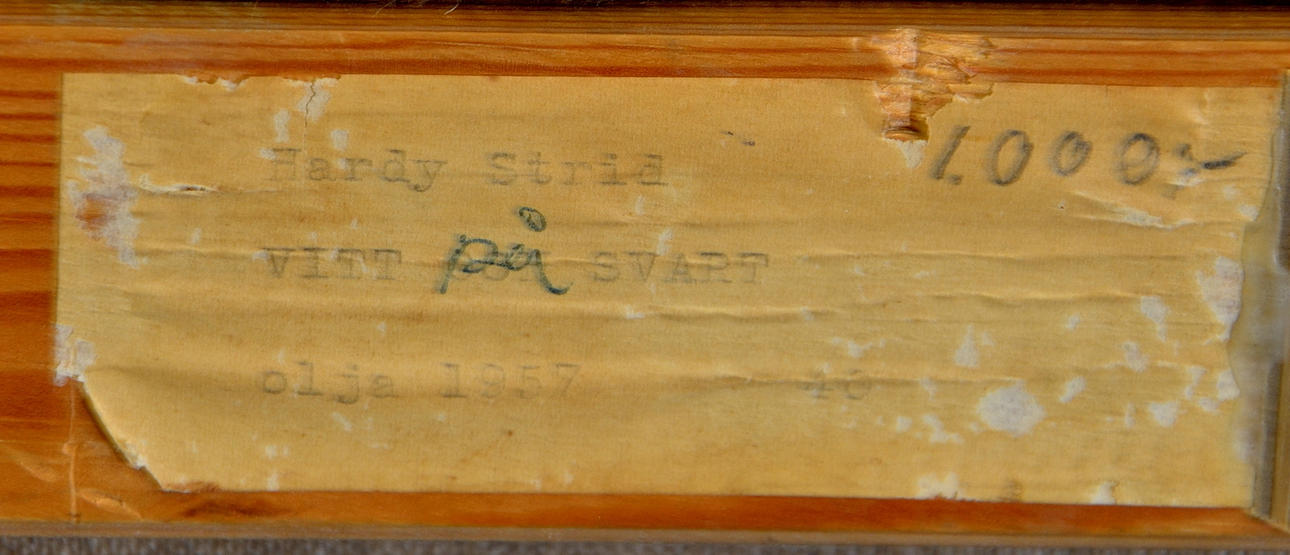 Hardy Strid 1.000:-
VITT på SVART
olja 1957 40